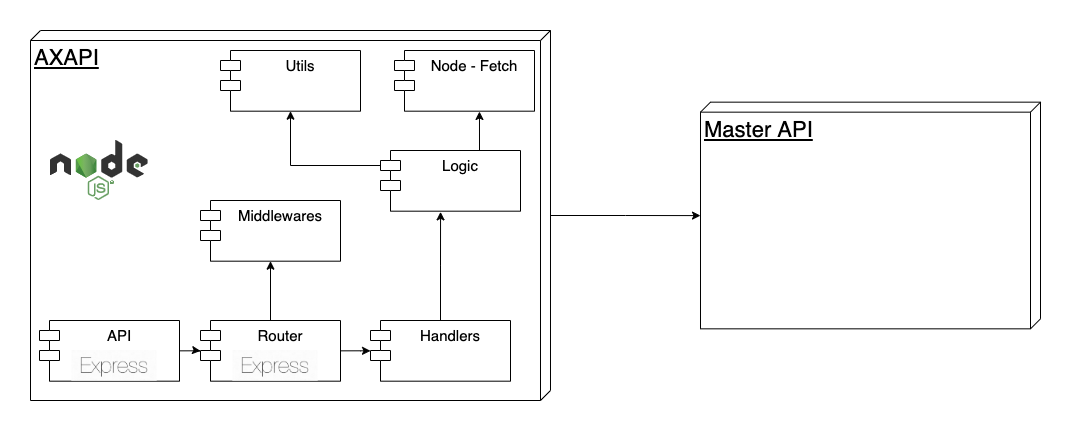 AXAPI
Utils
Node - Fetch
Master API
node
JS
Logic
Middlewares
API
Express
Router
Express
Handlers